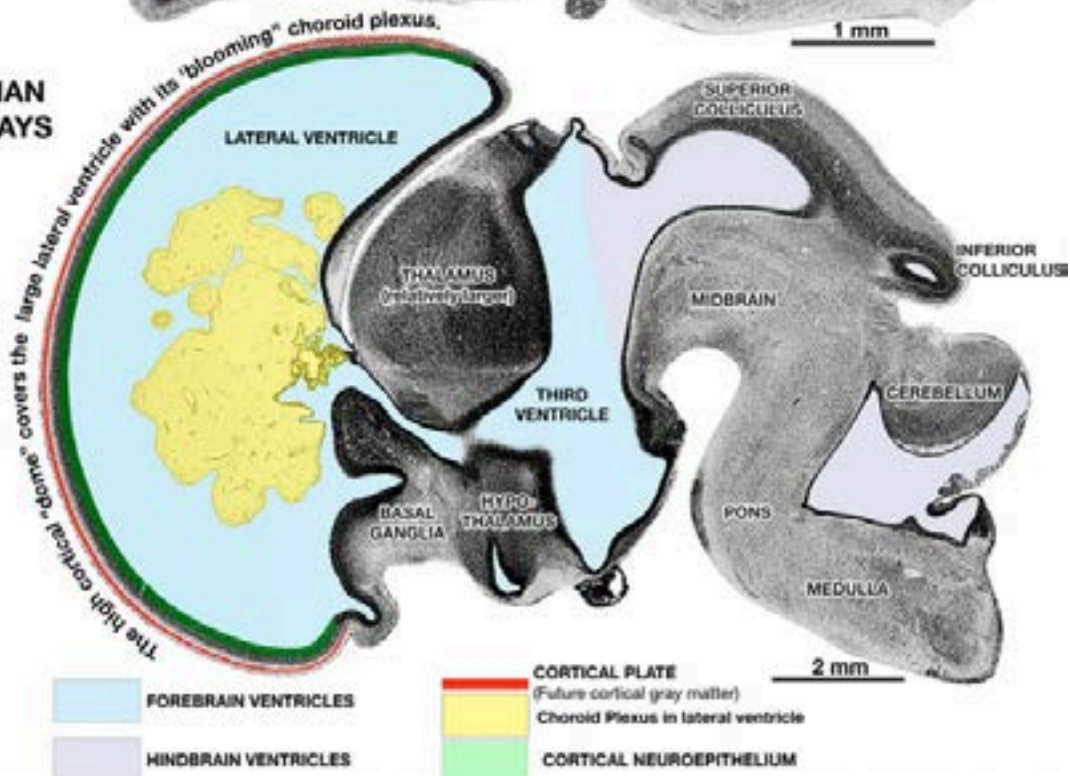 1 mm
IAN
AYS
The high cortical "dome" covers the large lateral ventricle with its 'blooming" choroid plexus.
LATERAL VENTRICLE
SUPERIOR
COLLICULUS
THALAMUS
(relatively larger)
MIDBRAIN
INFERIOR
COLLICULUS
THIRD
VENTRICLE
CEREBELLUM
BASAL
GANGLIA
HYPO-
THALAMUS
PONS
MEDULLA
2 mm
FOREBRAIN VENTRICLES
HINDBRAIN VENTRICLES
CORTICAL PLATE
(Future cortical gray matter)
Choroid Plexus in lateral ventricle
CORTICAL NEUROEPITHELIUM